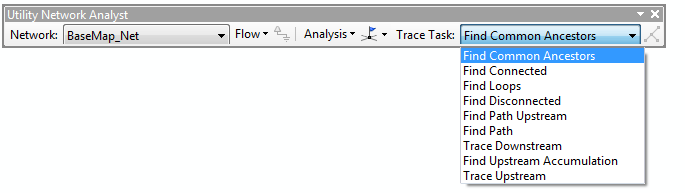 Utility Network Analyst
Network: BaseMap_Net Flow Analysis Trace Task: Find Common Ancestors
Find Common Ancestors
Find Connected
Find Loops
Find Disconnected
Find Path Upstream
Find Path
Trace Downstream
Find Upstream Accumulation
Trace Upstream